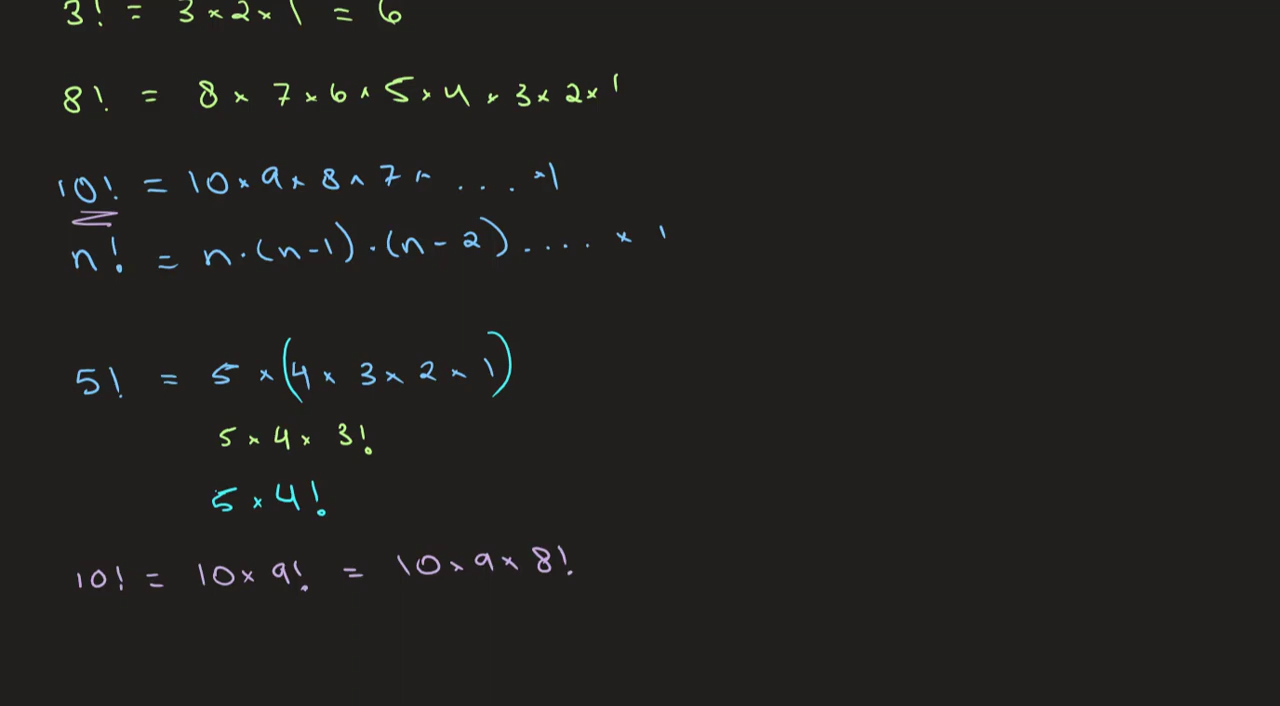 3! = 3 × 2 × 1 = 6
8! = 8 × 7 × 6 × 5 × 4 × 3 × 2 × 1
10! = 10 × 9 × 8 × 7 × .... × 1
n! = n · (n-1) · (n-2) ..... × 1
5! = 5 × (4 × 3 × 2 × 1)
5 × 4 × 3!
5 × 4!
10! = 10 × 9! = 10 × 9 × 8!